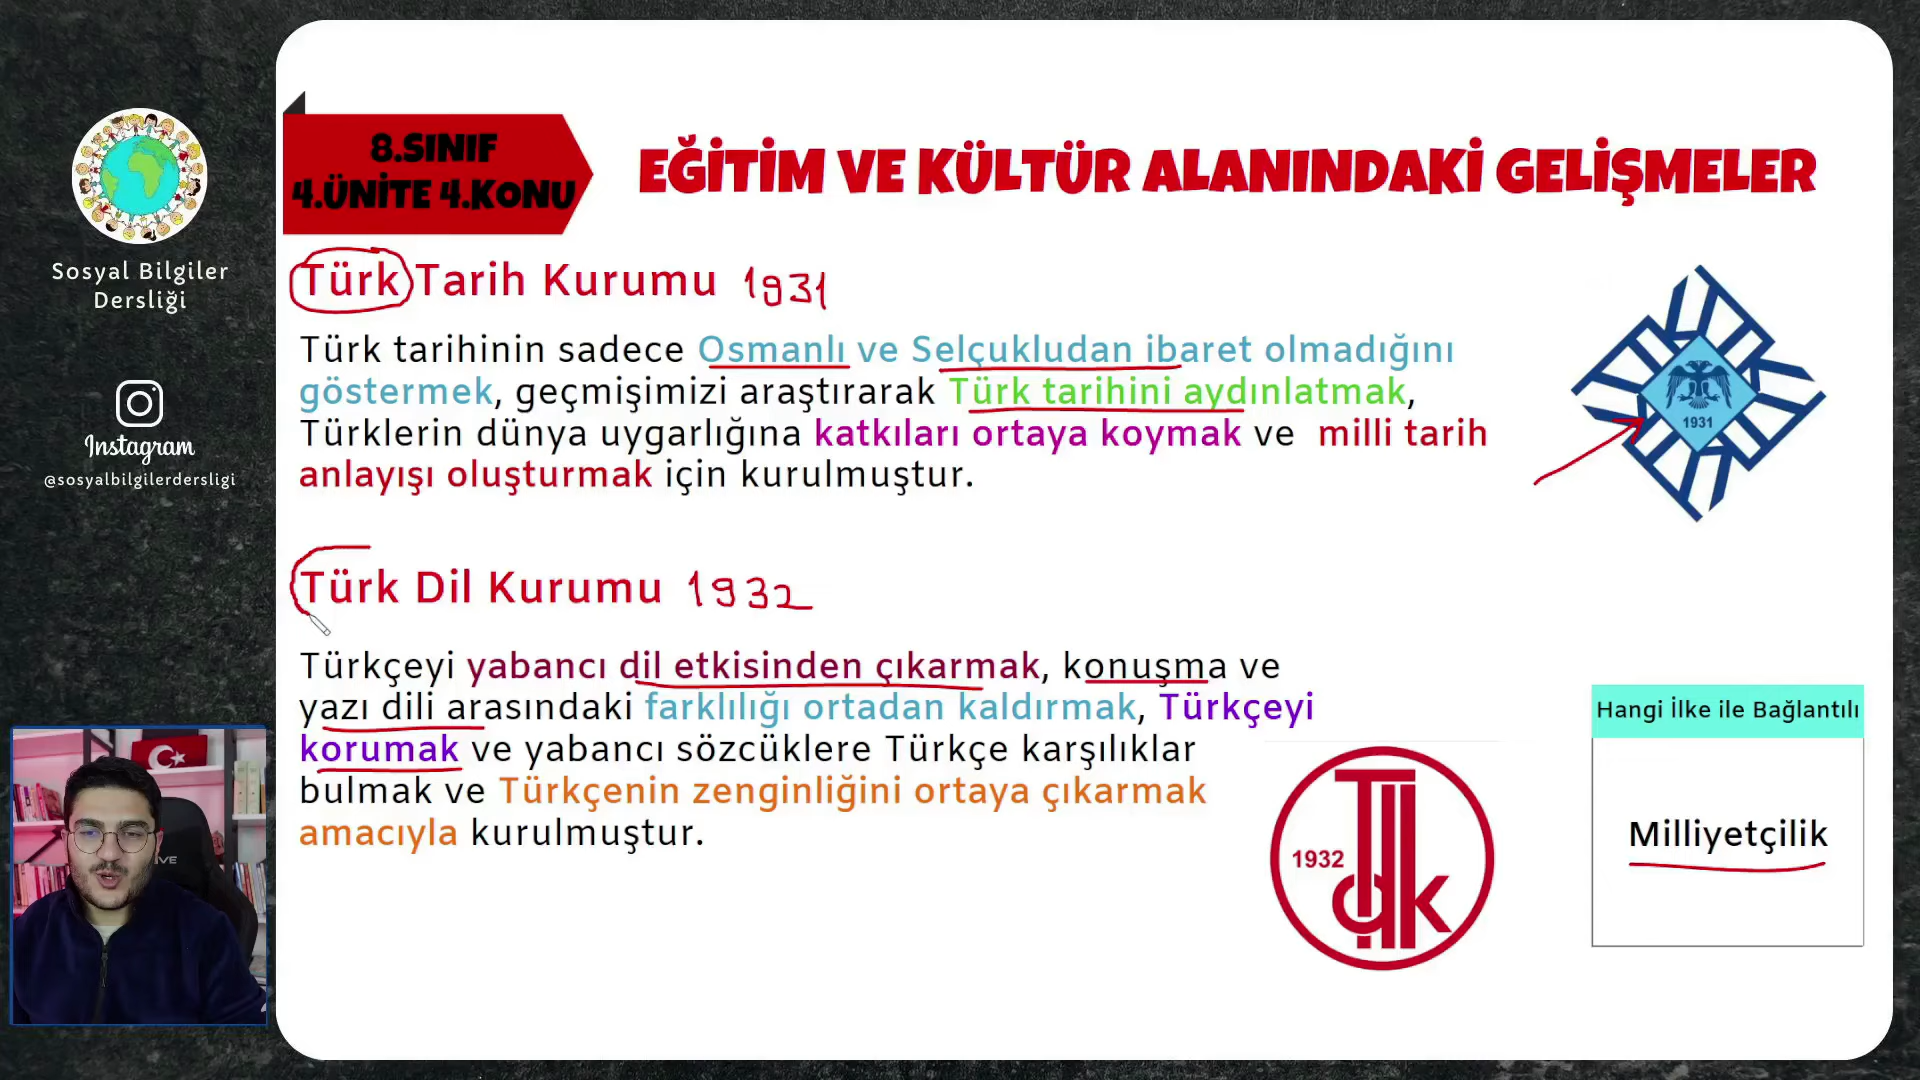 8.SINIF
4.ÜNİTE 4.KONU
EĞİTİM VE KÜLTÜR ALANINDAKİ GELİŞMELER
Sosyal Bilgiler
Dersliği
Instagram
@sosyalbilgilerdersligi
Türk Tarih Kurumu 1931
Türk tarihinin sadece Osmanlı ve Selçukludan ibaret olmadığını
göstermek, geçmişimizi araştırarak Türk tarihini aydınlatmak,
Türklerin dünya uygarlığına katkıları ortaya koymak ve milli tarih
anlayışı oluşturmak için kurulmuştur.
1931
Türk Dil Kurumu 1932
Türkçeyi yabancı dil etkisinden çıkarmak, konuşma ve
yazı dili arasındaki farklılığı ortadan kaldırmak, Türkçeyi
korumak ve yabancı sözcüklere Türkçe karşılıklar
bulmak ve Türkçenin zenginliğini ortaya çıkarmak
amacıyla kurulmuştur.
1932
Tdk
Hangi İlke ile Bağlantılı
Milliyetçilik